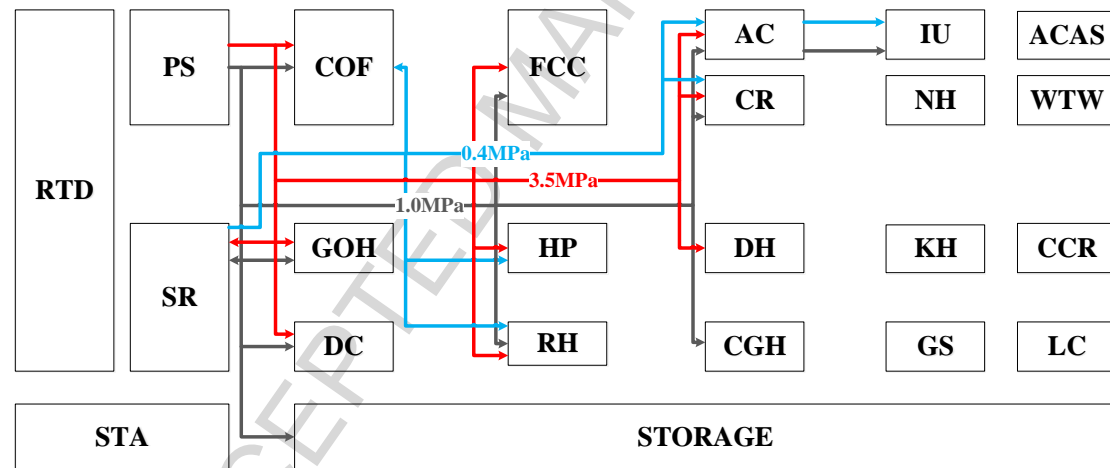 PS
COF
FCC
AC
IU
ACAS
CR
NH
WTW
0.4MPa
3.5MPa
1.0MPa
RTD
SR
GOH
HP
DH
KH
CCR
DC
RH
CGH
GS
LC
STA
STORAGE